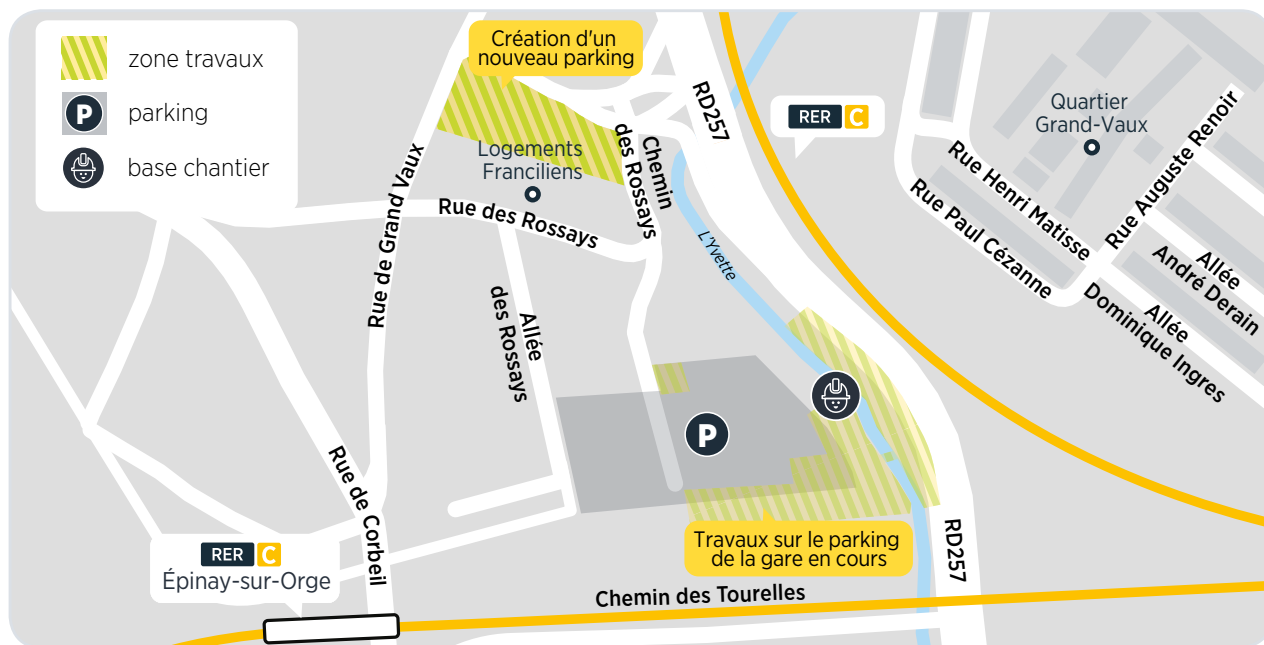 zone travaux
P
parking
base chantier
Création d'un
nouveau parking
RD257
RER C
Quartier
Grand-Vaux
Logements
Franciliens
Chemin
des Rossays
Rue de Grand Vaux
Rue des Rossays
L'Yvette
Rue Henri Matisse
Rue Paul Cézanne
Rue Auguste Renoir
Allée
André Derain
Allée
Dominique Ingres
Allée
des Rossays
P
Rue de Corbeil
Travaux sur le parking
de la gare en cours
RD257
RER C
Épinay-sur-Orge
Chemin des Tourelles